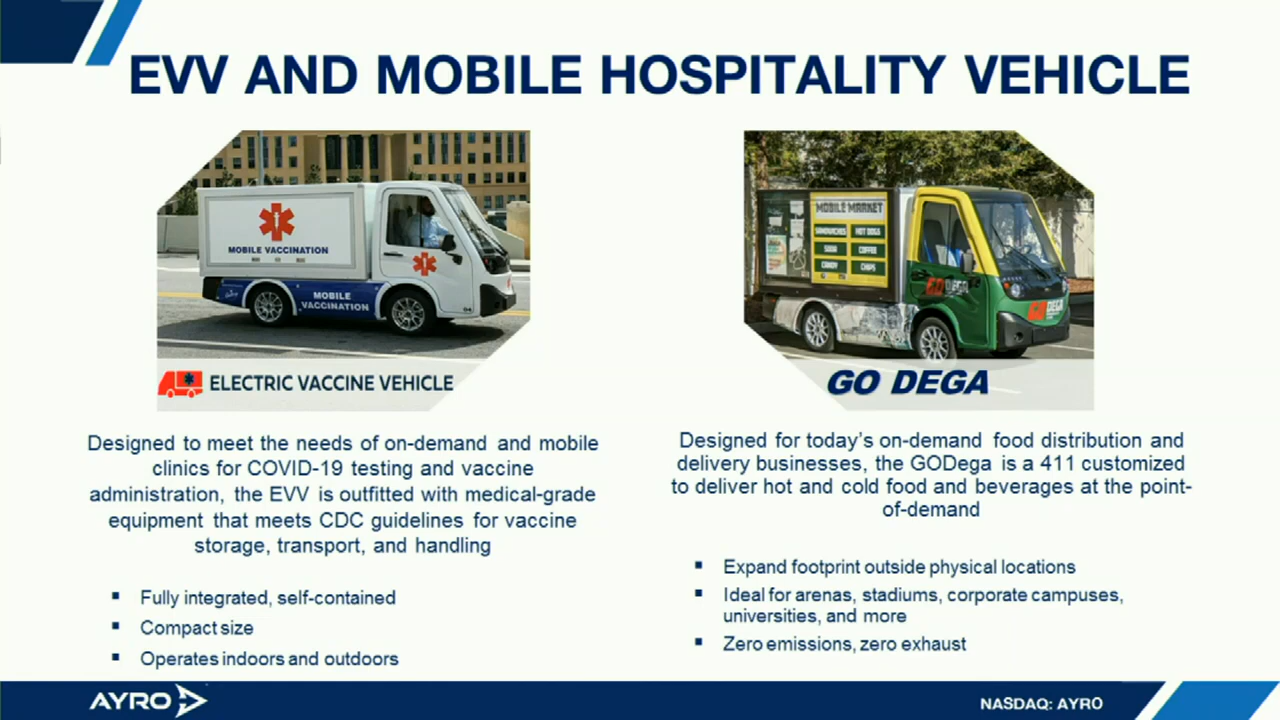 EVV AND MOBILE HOSPITALITY VEHICLE
MOBILE VACCINATION
MOBILE
VACCINATION
ELECTRIC VACCINE VEHICLE
Designed to meet the needs of on-demand and mobile
clinics for COVID-19 testing and vaccine
administration, the EVV is outfitted with medical-grade
equipment that meets CDC guidelines for vaccine
storage, transport, and handling
▪ Fully integrated, self-contained
▪ Compact size
▪ Operates indoors and outdoors
MOBILE MARKET
SANDWICHES HOT DOGS
SODA COFFEE
CANDY CHIPS
GO DEGA
GO DEGA
GO DEGA
Designed for today’s on-demand food distribution and
delivery businesses, the GODega is a 411 customized
to deliver hot and cold food and beverages at the point-
of-demand
▪ Expand footprint outside physical locations
▪ Ideal for arenas, stadiums, corporate campuses,
universities, and more
▪ Zero emissions, zero exhaust
AYRO
NASDAQ: AYRO